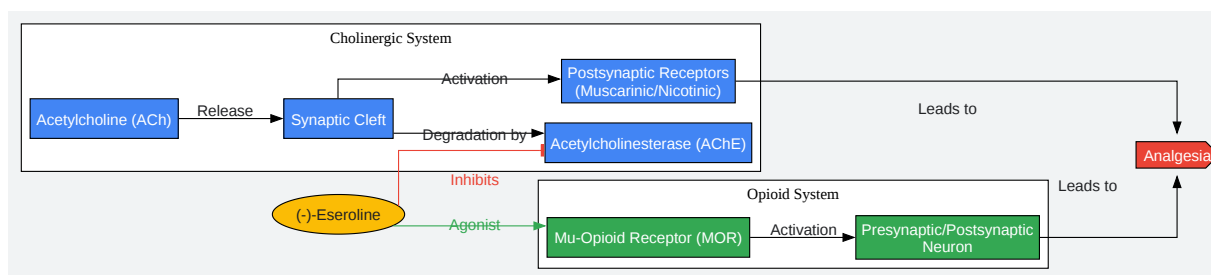 Cholinergic System
Acetylcholine (ACh)
Release
Synaptic Cleft
Activation
Postsynaptic Receptors
(Muscarinic/Nicotinic)
Degradation by
Acetylcholinesterase (AChE)
Leads to
Analgesia
Inhibits
(-)-Eseroline
Agonist
Opioid System
Mu-Opioid Receptor (MOR)
Activation
Presynaptic/Postsynaptic
Neuron
Leads to